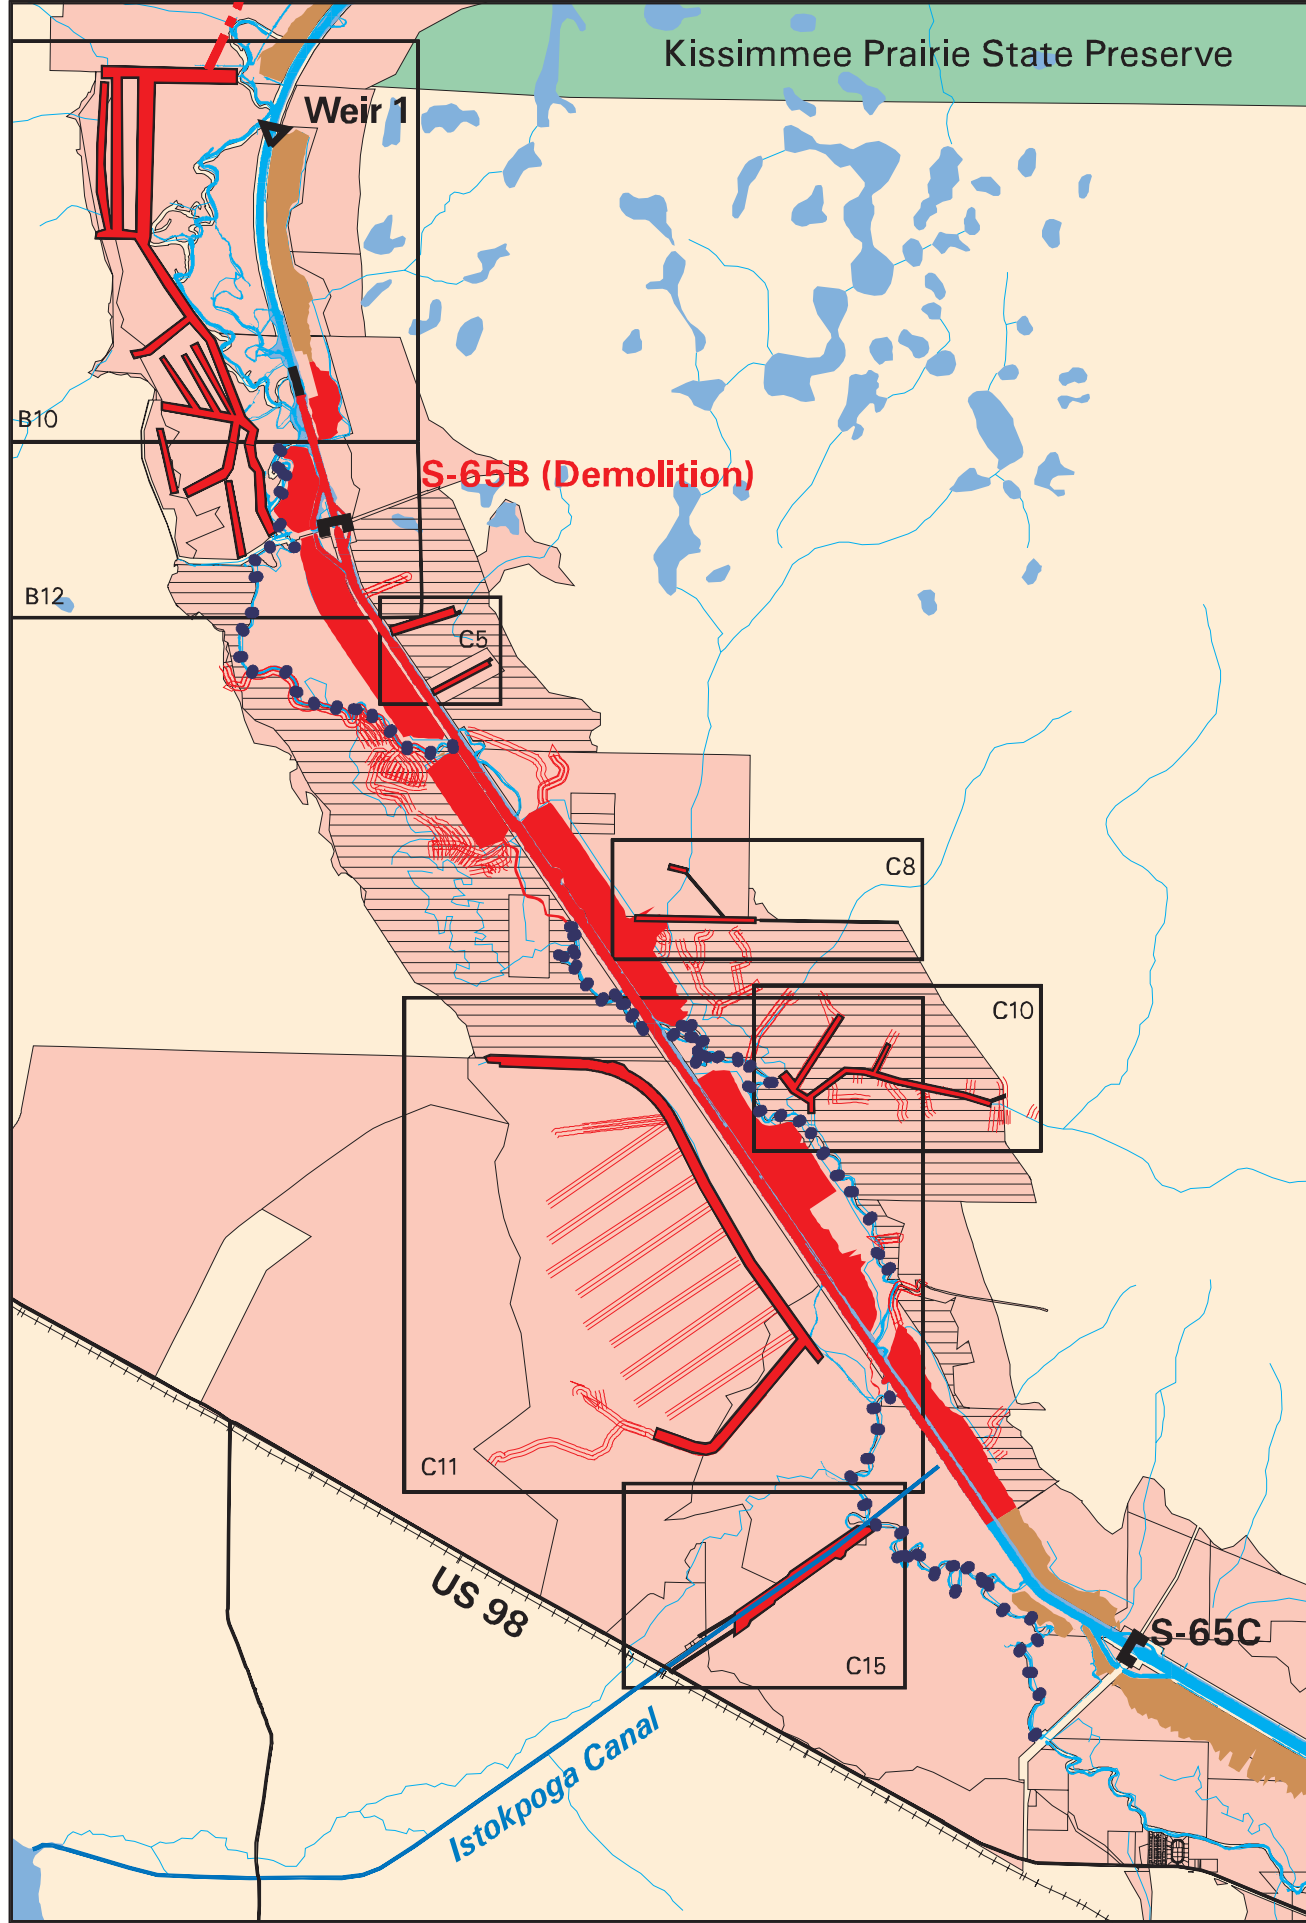 Kissimmee Prairie State Preserve
Weir 1
B10
S-65B (Demolition)
B12
C5
C8
C10
C11
US 98
S-65C
C15
Istokpoga Canal